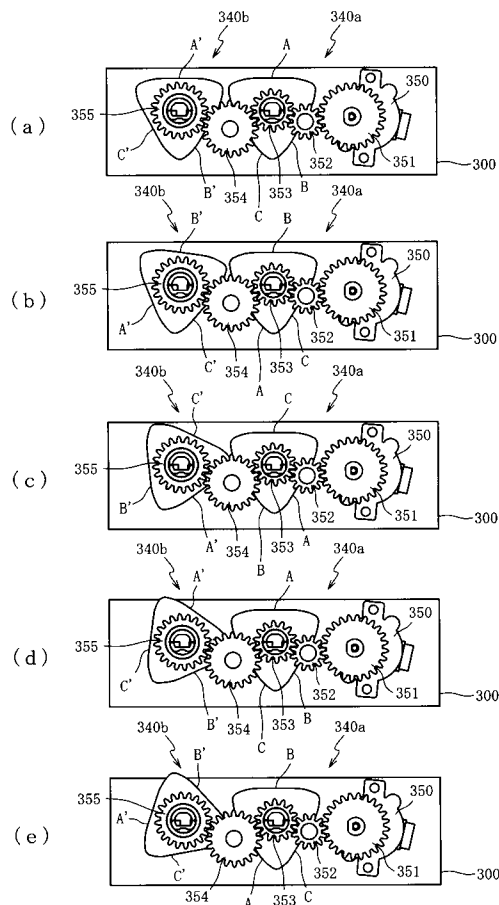 340b 340a
A' A
350
355
(a)
C'
351
352
B' B
353
354 C
300
340b B' B 340a
350
355
(b)
A'
351
352
C' C
354 353
A
300
340b C' C 340a
350
355
(c)
B'
351
352
A' A
354 353
B
300
340b A' A 340a
350
355
(d)
C'
351
352
B' B
354 353
C
300
340b B' B 340a
350
355
(e)
A'
351
352
C'
353
354 A C
300